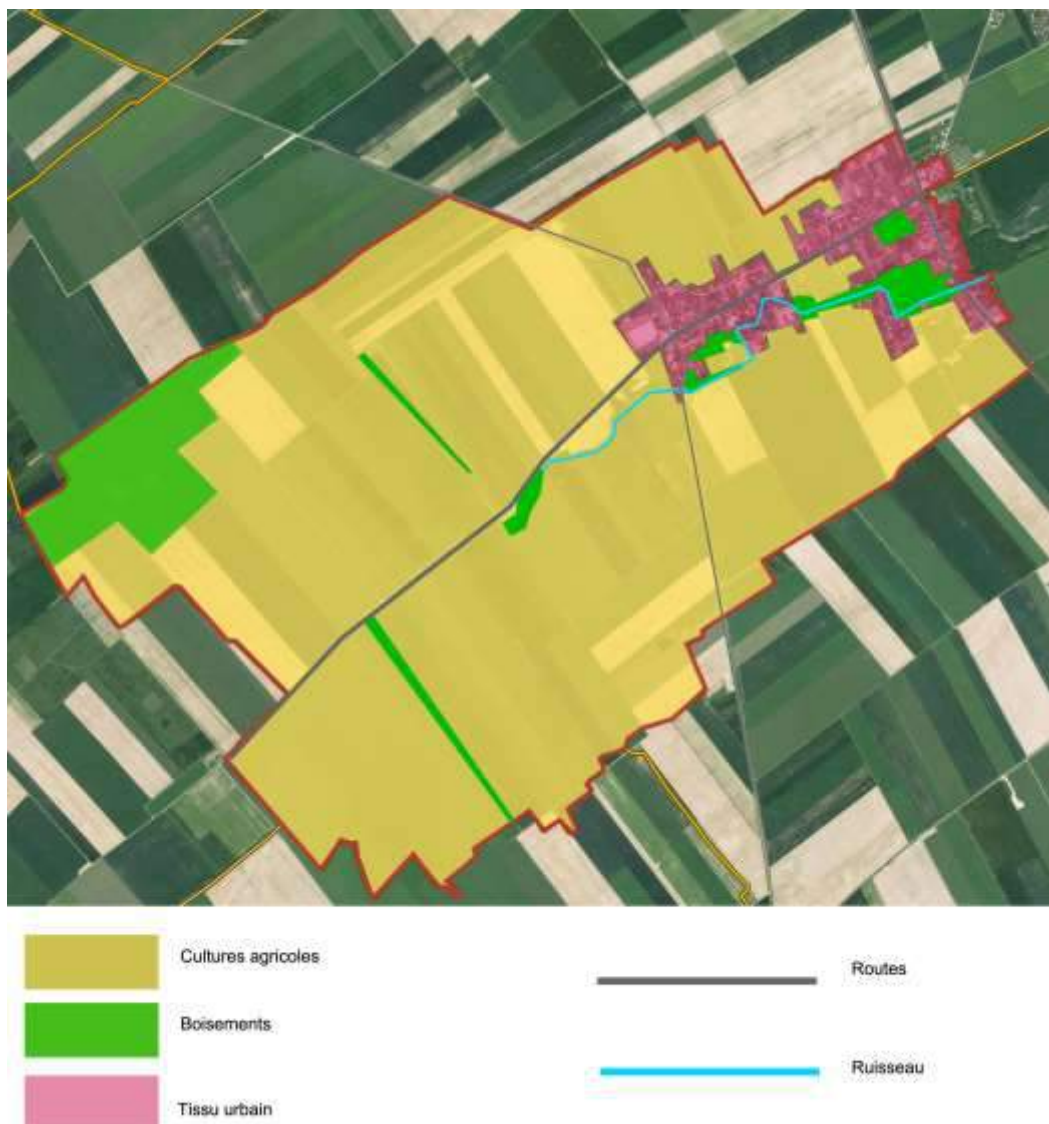 Cultures agricoles
Routes
Boisements
Ruisseau
Tissu urbain